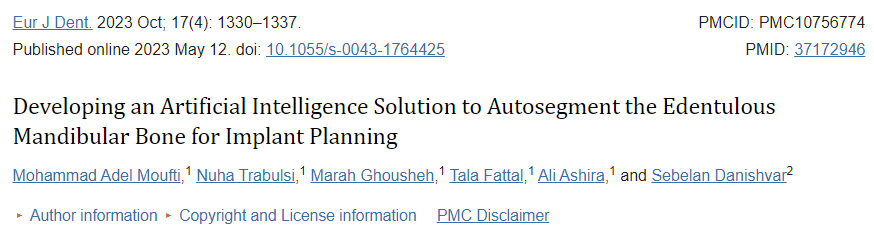 Eur J Dent. 2023 Oct; 17(4): 1330–1337. PMCID: PMC10756774
Published online 2023 May 12. doi: 10.1055/s-0043-1764425 PMID: 37172946
Developing an Artificial Intelligence Solution to Autosegment the Edentulous
Mandibular Bone for Implant Planning
Mohammad Adel Moufti,1 Nuha Trabulsi,1 Marah Ghousheh,1 Tala Fattal,1 Ali Ashira,1 and Sebelan Danishvar2
▸ Author information ▸ Copyright and License information PMC Disclaimer